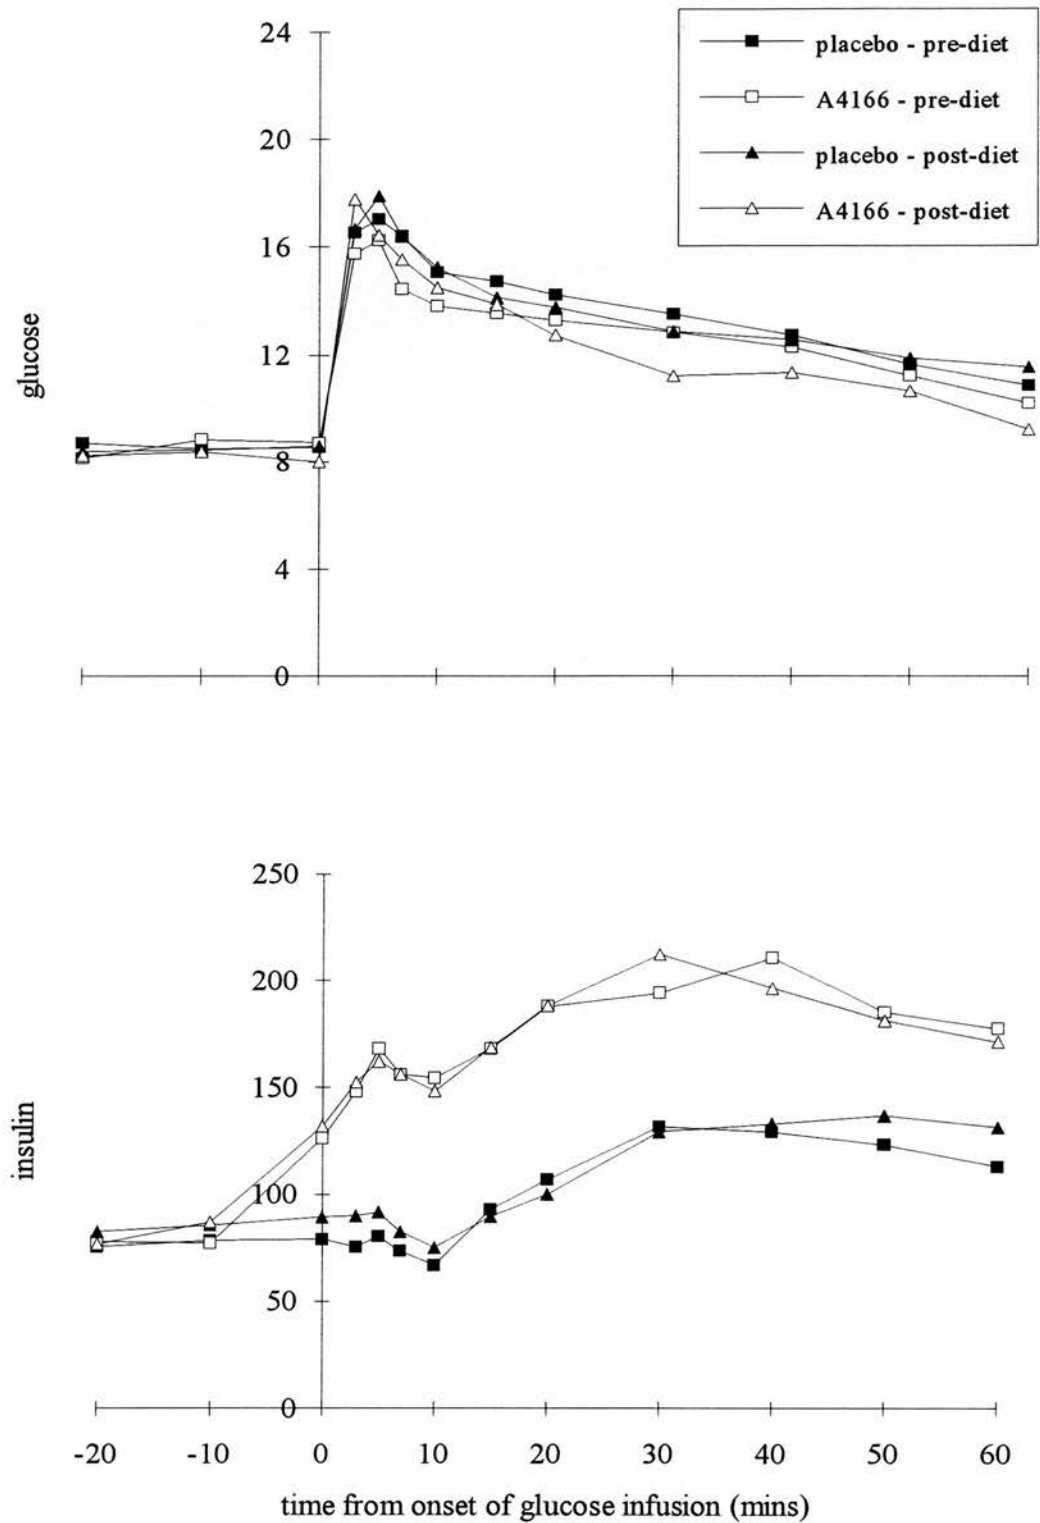 24
20
16
12
8
4
0
glucose
placebo - pre-diet
A4166 - pre-diet
placebo - post-diet
A4166 - post-diet
250
200
150
100
50
0
insulin
-20 -10 0 10 20 30 40 50 60
time from onset of glucose infusion (mins)